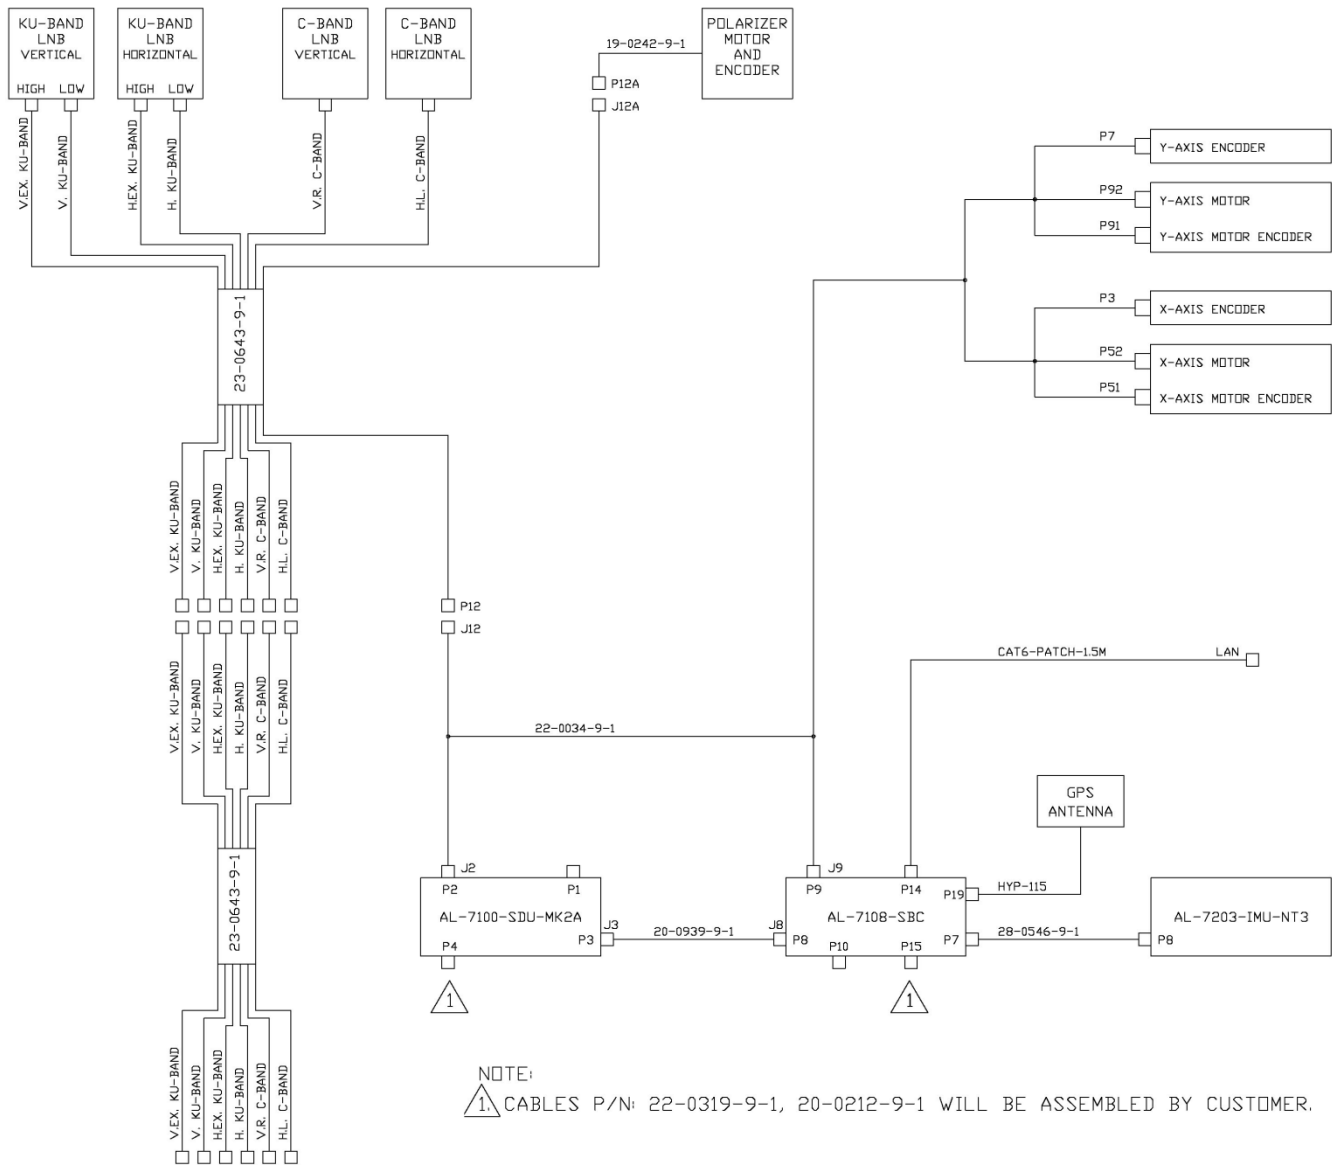 KU-BAND
LNB
VERTICAL
HIGH LOW
KU-BAND
LNB
HORIZONTAL
HIGH LOW
C-BAND
LNB
VERTICAL
C-BAND
LNB
HORIZONTAL
19-0242-9-1
POLARIZER
MOTOR
AND
ENCODER
P12A
J12A
V.EX. KU-BAND
V. KU-BAND
H.EX. KU-BAND
H. KU-BAND
V.R. C-BAND
H.L. C-BAND
P7
Y-AXIS ENCODER
P92
Y-AXIS MOTOR
P91
Y-AXIS MOTOR ENCODER
P3
X-AXIS ENCODER
P52
X-AXIS MOTOR
P51
X-AXIS MOTOR ENCODER
23-0643-9-1
V.EX. KU-BAND
V. KU-BAND
H.EX. KU-BAND
H. KU-BAND
V.R. C-BAND
H.L. C-BAND
P12
J12
V.EX. KU-BAND
V. KU-BAND
H.EX. KU-BAND
H. KU-BAND
V.R. C-BAND
H.L. C-BAND
CAT6-PATCH-1.5M
LAN
22-0034-9-1
GPS
ANTENNA
23-0643-9-1
J2
P2
P1
AL-7100-SDU-MK2A
P4
P3
J3
20-0939-9-1
J8
J9
P9
P14
P19
AL-7108-SBC
P8
P10
P15
P7
HYP-115
28-0546-9-1
AL-7203-IMU-NT3
P8
1
1
V.EX. KU-BAND
V. KU-BAND
H.EX. KU-BAND
H. KU-BAND
V.R. C-BAND
H.L. C-BAND
NOTE:
1. CABLES P/N: 22-0319-9-1, 20-0212-9-1 WILL BE ASSEMBLED BY CUSTOMER.